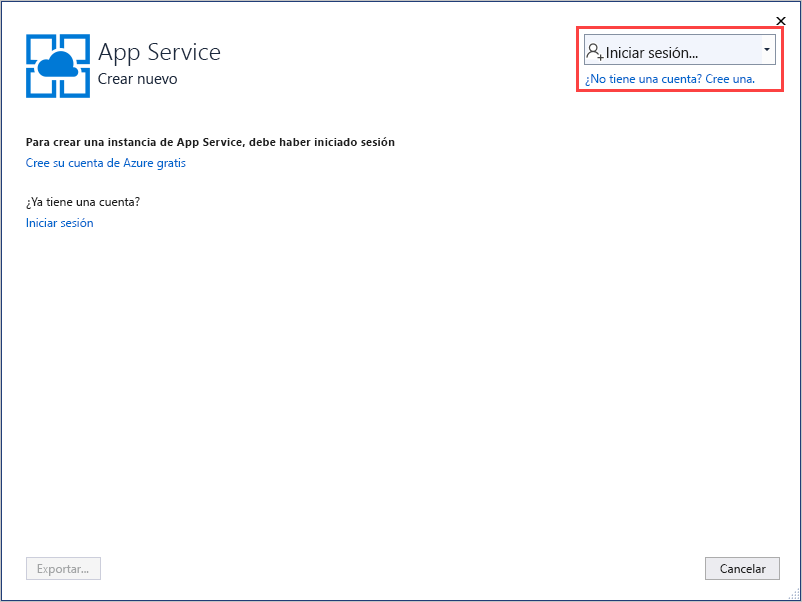 App Service
Crear nuevo
Iniciar sesión...
¿No tiene una cuenta? Cree una.
Para crear una instancia de App Service, debe haber iniciado sesión
Cree su cuenta de Azure gratis
¿Ya tiene una cuenta?
Iniciar sesión
Exportar...
Cancelar